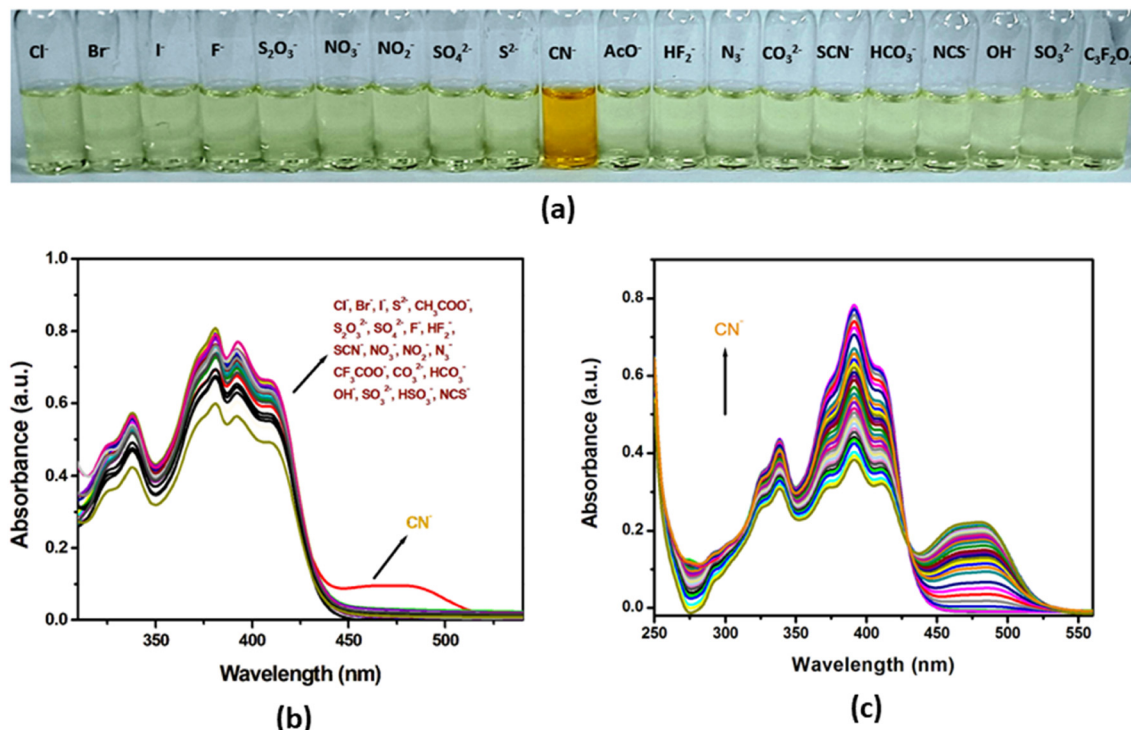 Cl⁻ Br⁻ I⁻ F⁻ S₂O₃⁻ NO₃⁻ NO₂⁻ SO₄²⁻ S²⁻ CN⁻ AcO⁻ HF₂⁻ N₃⁻ CO₃²⁻ SCN⁻ HCO₃⁻ NCS⁻ OH⁻ SO₃²⁻ C₃F₂O₂
(a)
1.0
0.8
0.6
0.4
0.2
0.0
Absorbance (a.u.)
Cl⁻, Br⁻, I⁻, S²⁻, CH₃COO⁻,
S₂O₃²⁻, SO₄²⁻, F⁻, HF₂⁻,
SCN⁻, NO₃⁻, NO₂⁻, N₃⁻
CF₃COO⁻, CO₃²⁻, HCO₃⁻
OH⁻, SO₃²⁻, HSO₃⁻, NCS⁻
CN⁻
350 400 450 500
Wavelength (nm)
(b)
0.8
0.6
0.4
0.2
0.0
Absorbance (a.u.)
CN⁻
250 300 350 400 450 500 550
Wavelength (nm)
(c)